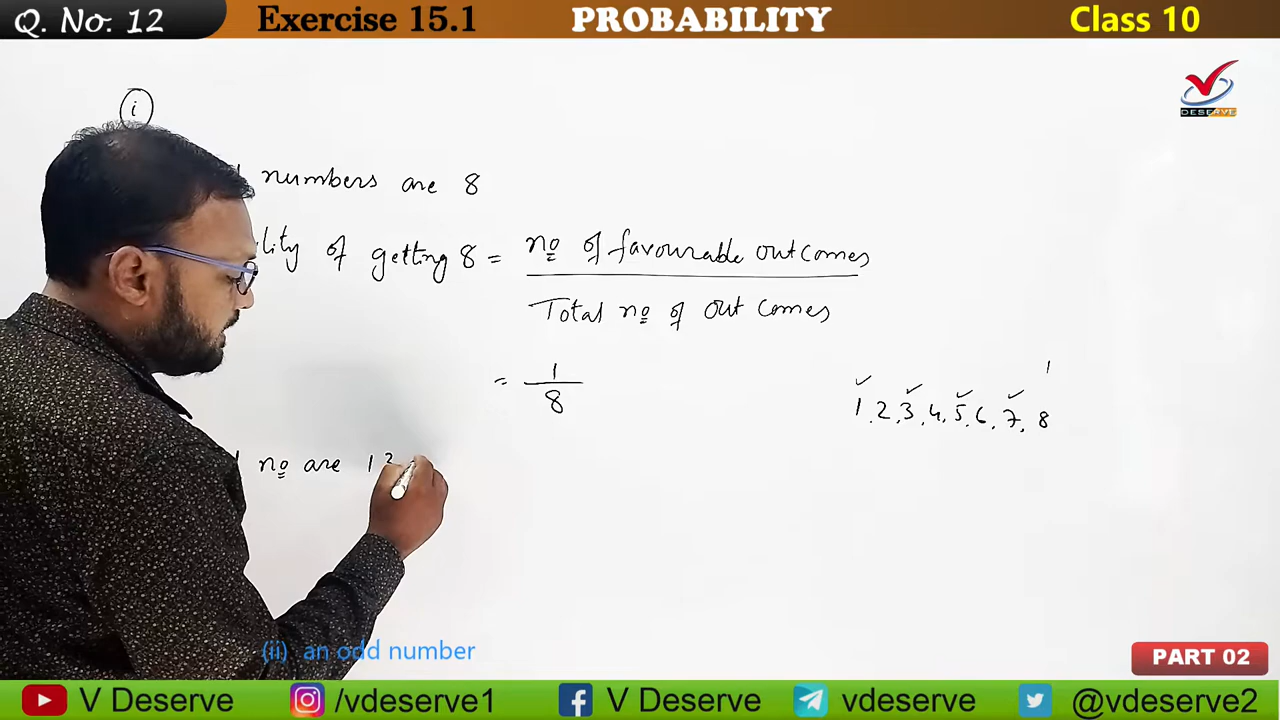 Q. No. 12 Exercise 15.1 PROBABILITY Class 10
i
DESERVE
numbers are 8
of getting 8 = no of favourable outcomes
Total no of out comes
= 1
8
1
1, 2, 3, 4, 5, 6, 7, 8
no are 1
(ii) an odd number
PART 02
V Deserve /vdeserve1 V Deserve vdeserve @vdeserve2